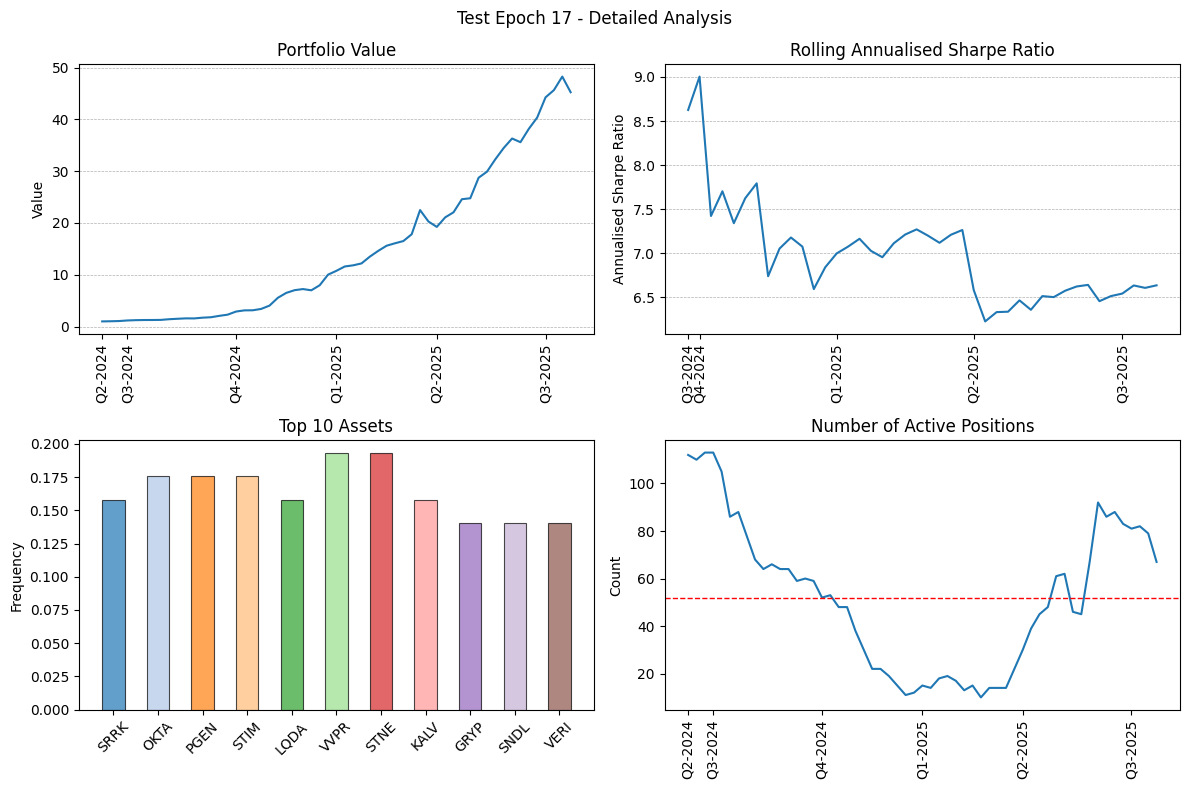 Test Epoch 17 - Detailed Analysis
Portfolio Value
50
40
30
20
10
0
Value
Q2-2024
Q3-2024
Q4-2024
Q1-2025
Q2-2025
Q3-2025
Rolling Annualised Sharpe Ratio
9.0
8.5
8.0
7.5
7.0
6.5
Annualised Sharpe Ratio
Q3-2024
Q4-2024
Q1-2025
Q2-2025
Q3-2025
Top 10 Assets
0.200
0.175
0.150
0.125
0.100
0.075
0.050
0.025
0.000
Frequency
SRRK
OKTA
PGEN
STIM
LQDA
VVPR
STNE
KALV
GRYP
SNDL
VERI
Number of Active Positions
100
80
60
40
20
Count
Q2-2024
Q3-2024
Q4-2024
Q1-2025
Q2-2025
Q3-2025